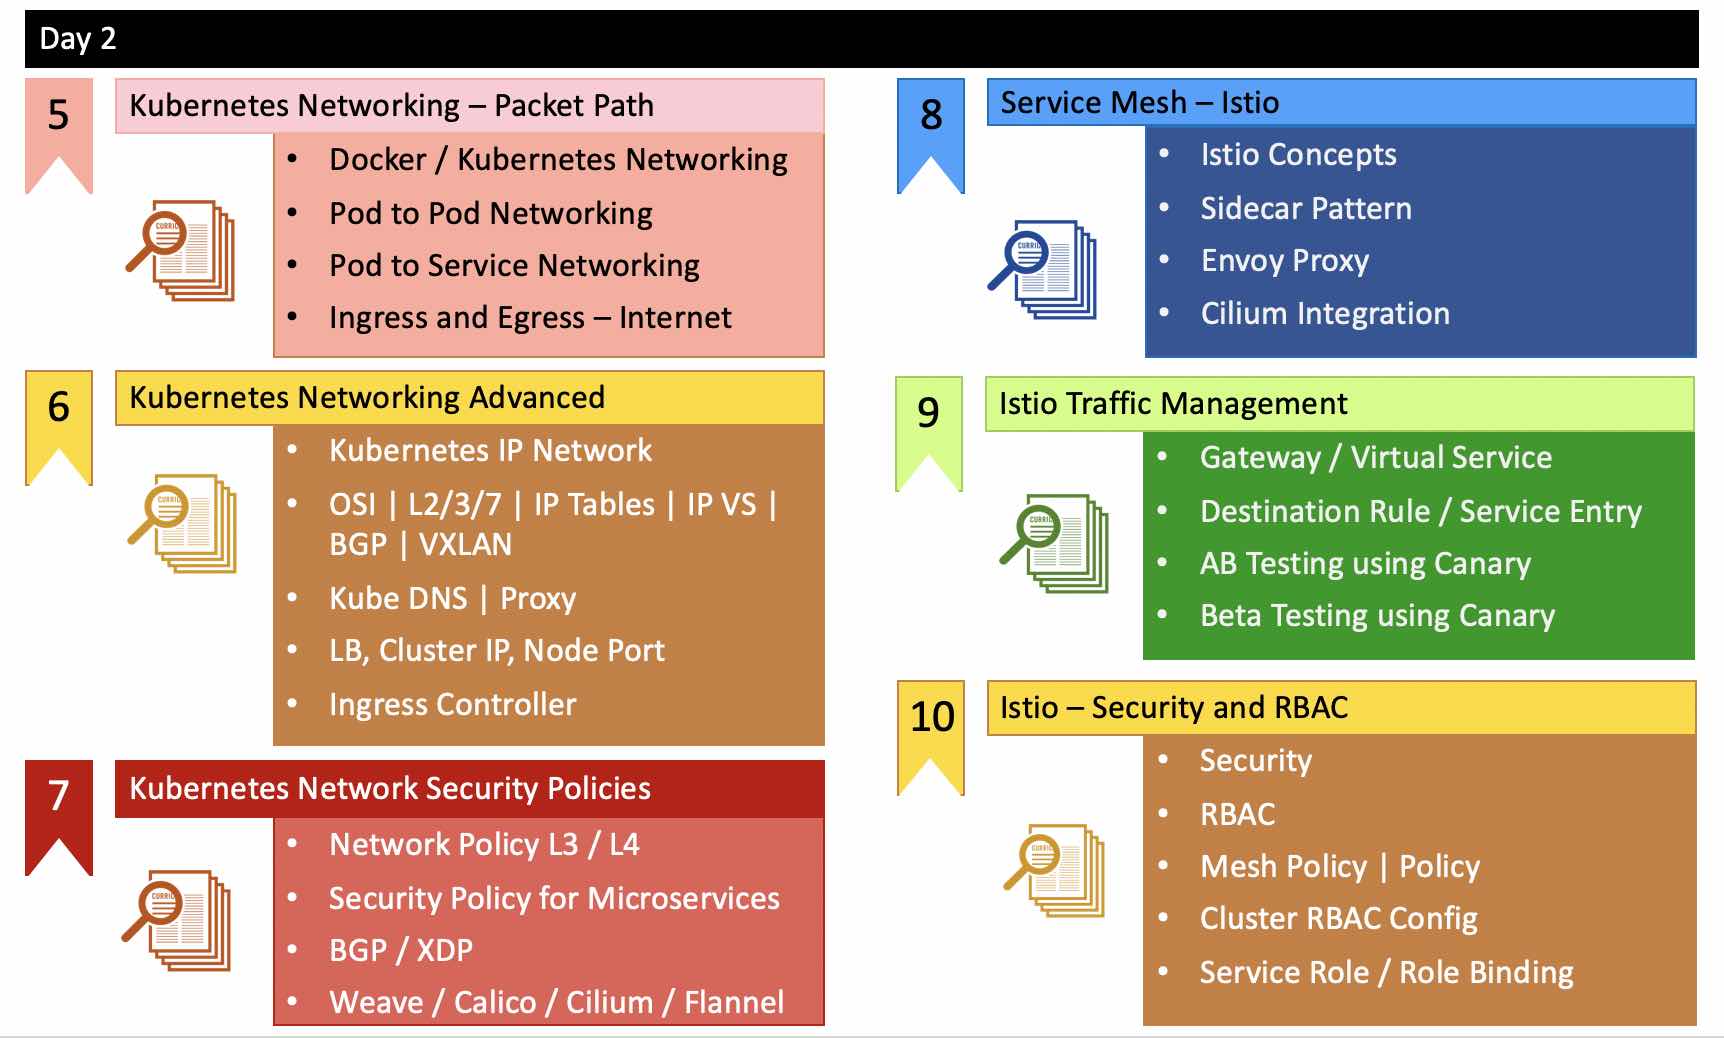 Day 2
5
Kubernetes Networking – Packet Path
CURRIC
• Docker / Kubernetes Networking
• Pod to Pod Networking
• Pod to Service Networking
• Ingress and Egress – Internet
6
Kubernetes Networking Advanced
CURRIC
• Kubernetes IP Network
• OSI | L2/3/7 | IP Tables | IP VS |
BGP | VXLAN
• Kube DNS | Proxy
• LB, Cluster IP, Node Port
• Ingress Controller
7
Kubernetes Network Security Policies
CURRIC
• Network Policy L3 / L4
• Security Policy for Microservices
• BGP / XDP
• Weave / Calico / Cilium / Flannel
8
Service Mesh – Istio
CURRIC
• Istio Concepts
• Sidecar Pattern
• Envoy Proxy
• Cilium Integration
9
Istio Traffic Management
CURRIC
• Gateway / Virtual Service
• Destination Rule / Service Entry
• AB Testing using Canary
• Beta Testing using Canary
10
Istio – Security and RBAC
CURRIC
• Security
• RBAC
• Mesh Policy | Policy
• Cluster RBAC Config
• Service Role / Role Binding